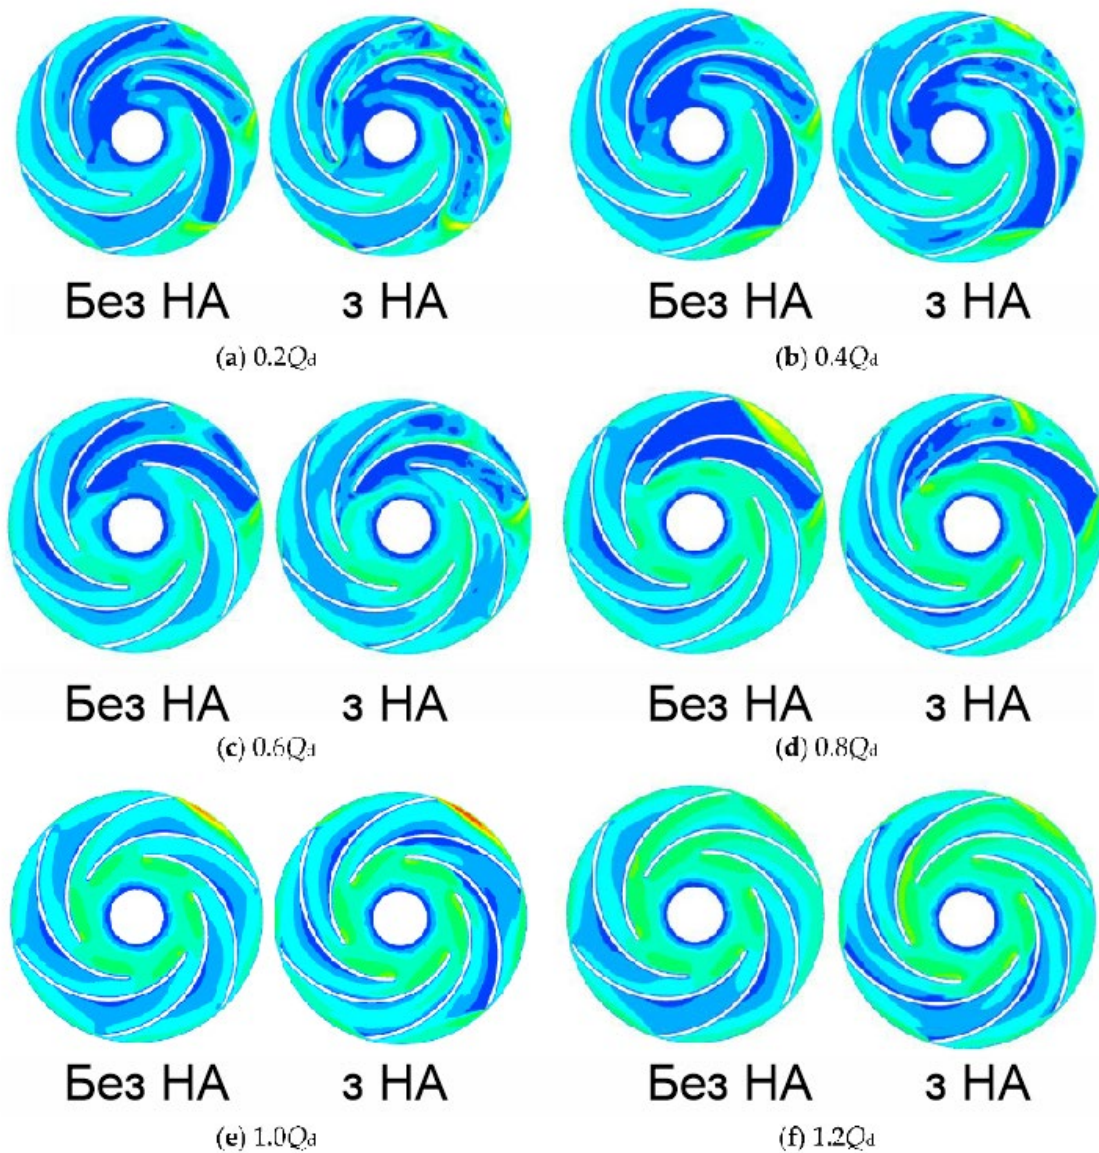 Без НА з НА Без НА з НА
(a) 0.2Qd (b) 0.4Qd
Без НА з НА Без НА з НА
(c) 0.6Qd (d) 0.8Qd
Без НА з НА Без НА з НА
(e) 1.0Qd (f) 1.2Qd